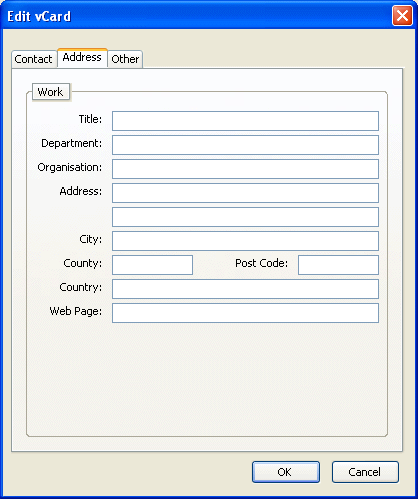 Edit vCard
Contact Address Other
Work
Title:
Department:
Organisation:
Address:
City:
County: Post Code:
Country:
Web Page:
OK Cancel